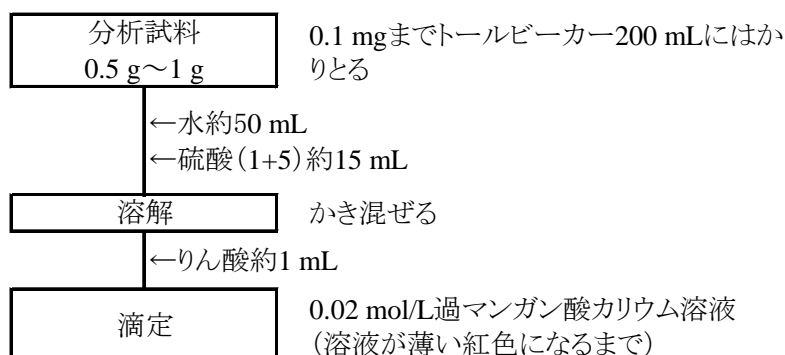 分析試料
0.5 g～1 g
0.1 mgまでトールビーカー200 mLにはか
りとる
←水約50 mL
←硫酸（1+5）約15 mL
溶解
かき混ぜる
←りん酸約1 mL
滴定
0.02 mol/L過マンガン酸カリウム溶液
（溶液が薄い紅色になるまで）